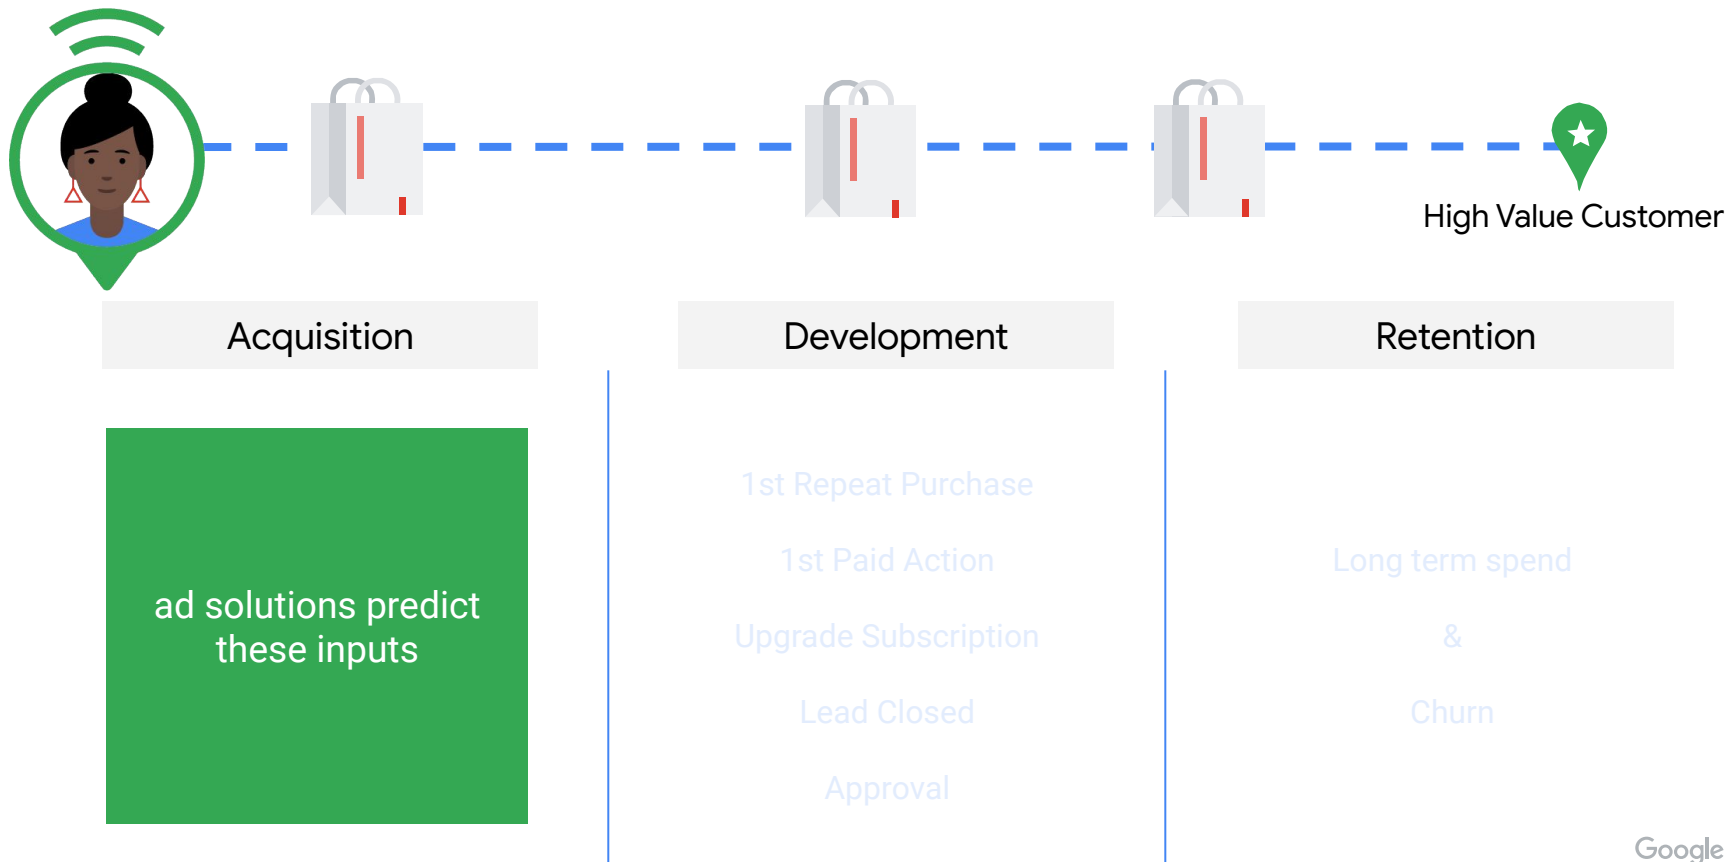 High Value Customer
Acquisition
Development
Retention
ad solutions predict
these inputs
1st Repeat Purchase
1st Paid Action
Upgrade Subscription
Lead Closed
Approval
Long term spend
&
Churn
Google